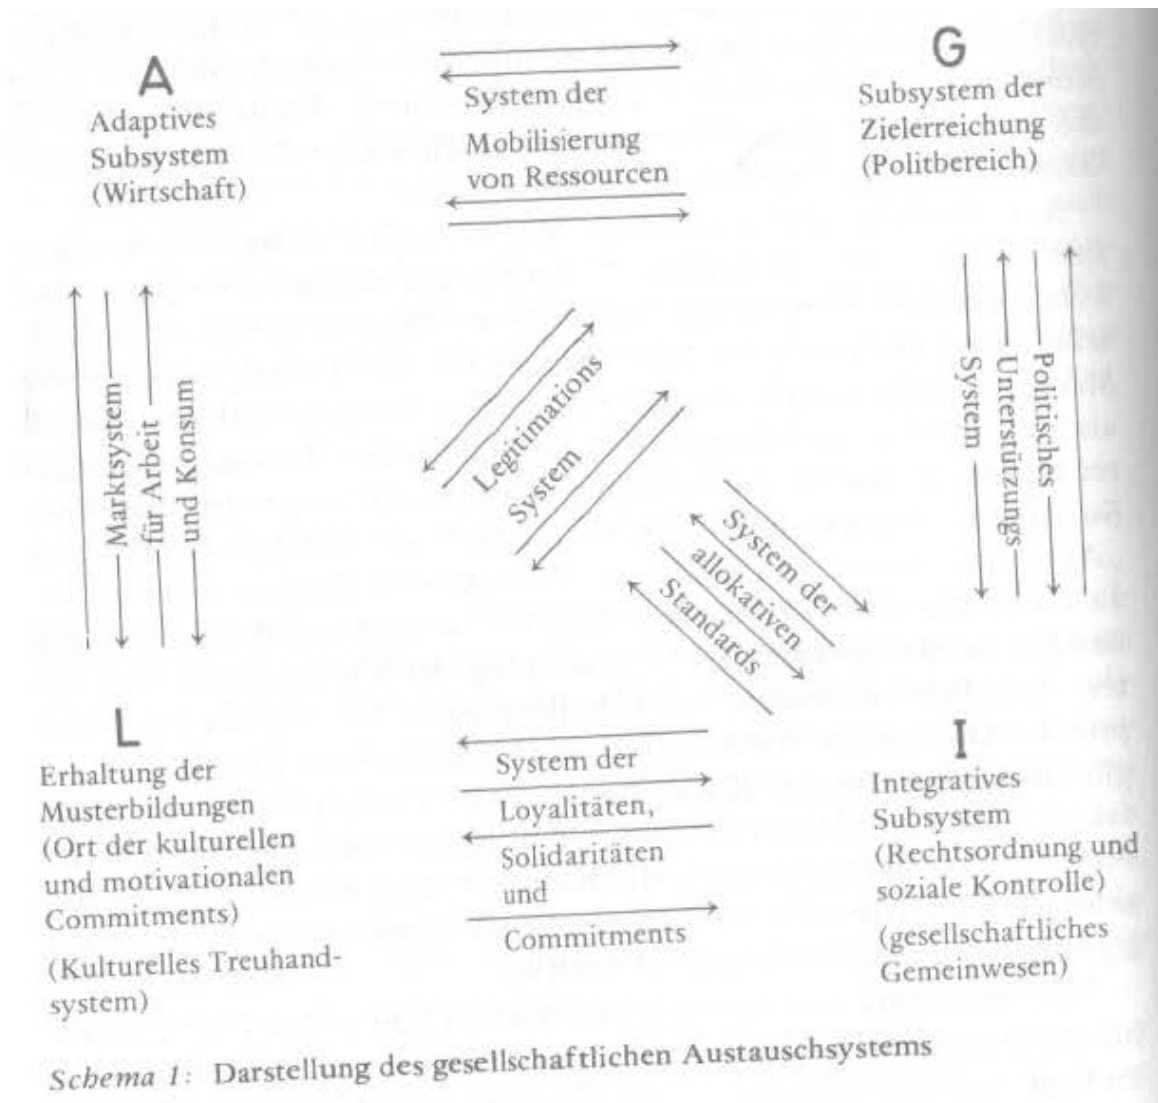 A
Adaptives
Subsystem
(Wirtschaft)
System der
Mobilisierung
von Ressourcen
G
Subsystem der
Zielerreichung
(Politbereich)
Marktsystem
für Arbeit
und Konsum
Legitimations
System
System der
allokativen
Standards
Politisches
Unterstützungs
System
L
Erhaltung der
Musterbildungen
(Ort der kulturellen
und motivationalen
Commitments)
(Kulturelles Treuhand-
system)
System der
Loyalitäten,
Solidaritäten
und
Commitments
I
Integratives
Subsystem
(Rechtsordnung und
soziale Kontrolle)
(gesellschaftliches
Gemeinwesen)
Schema 1: Darstellung des gesellschaftlichen Austauschsystems